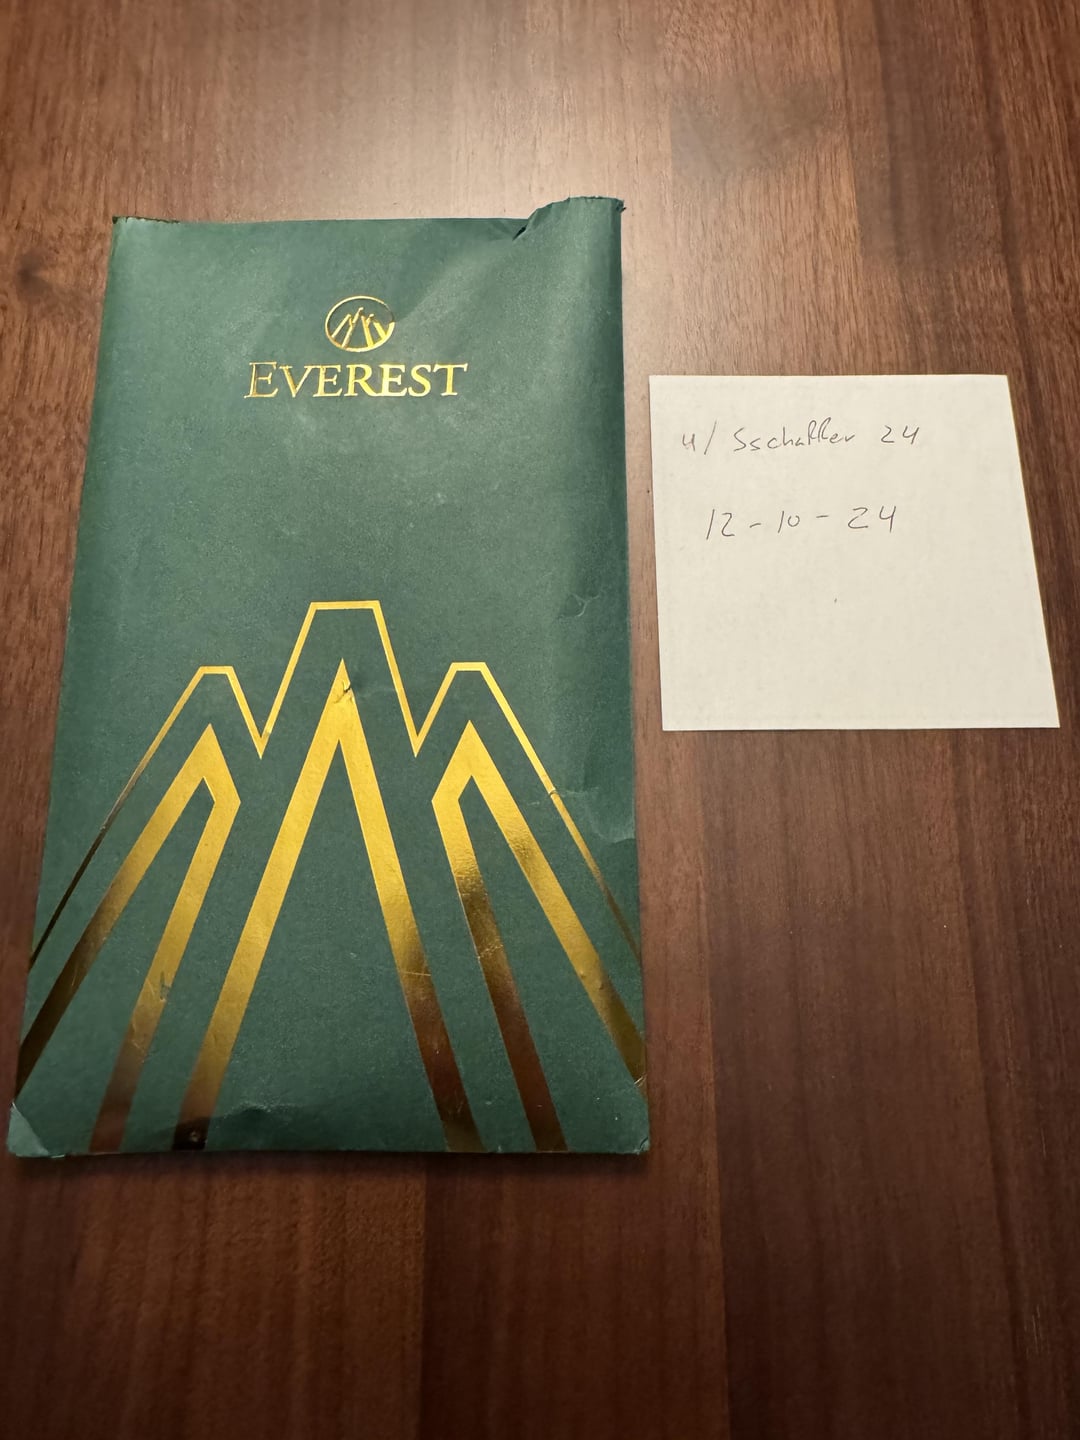 EVEREST
u/ Sschaffer 24
12-10-24